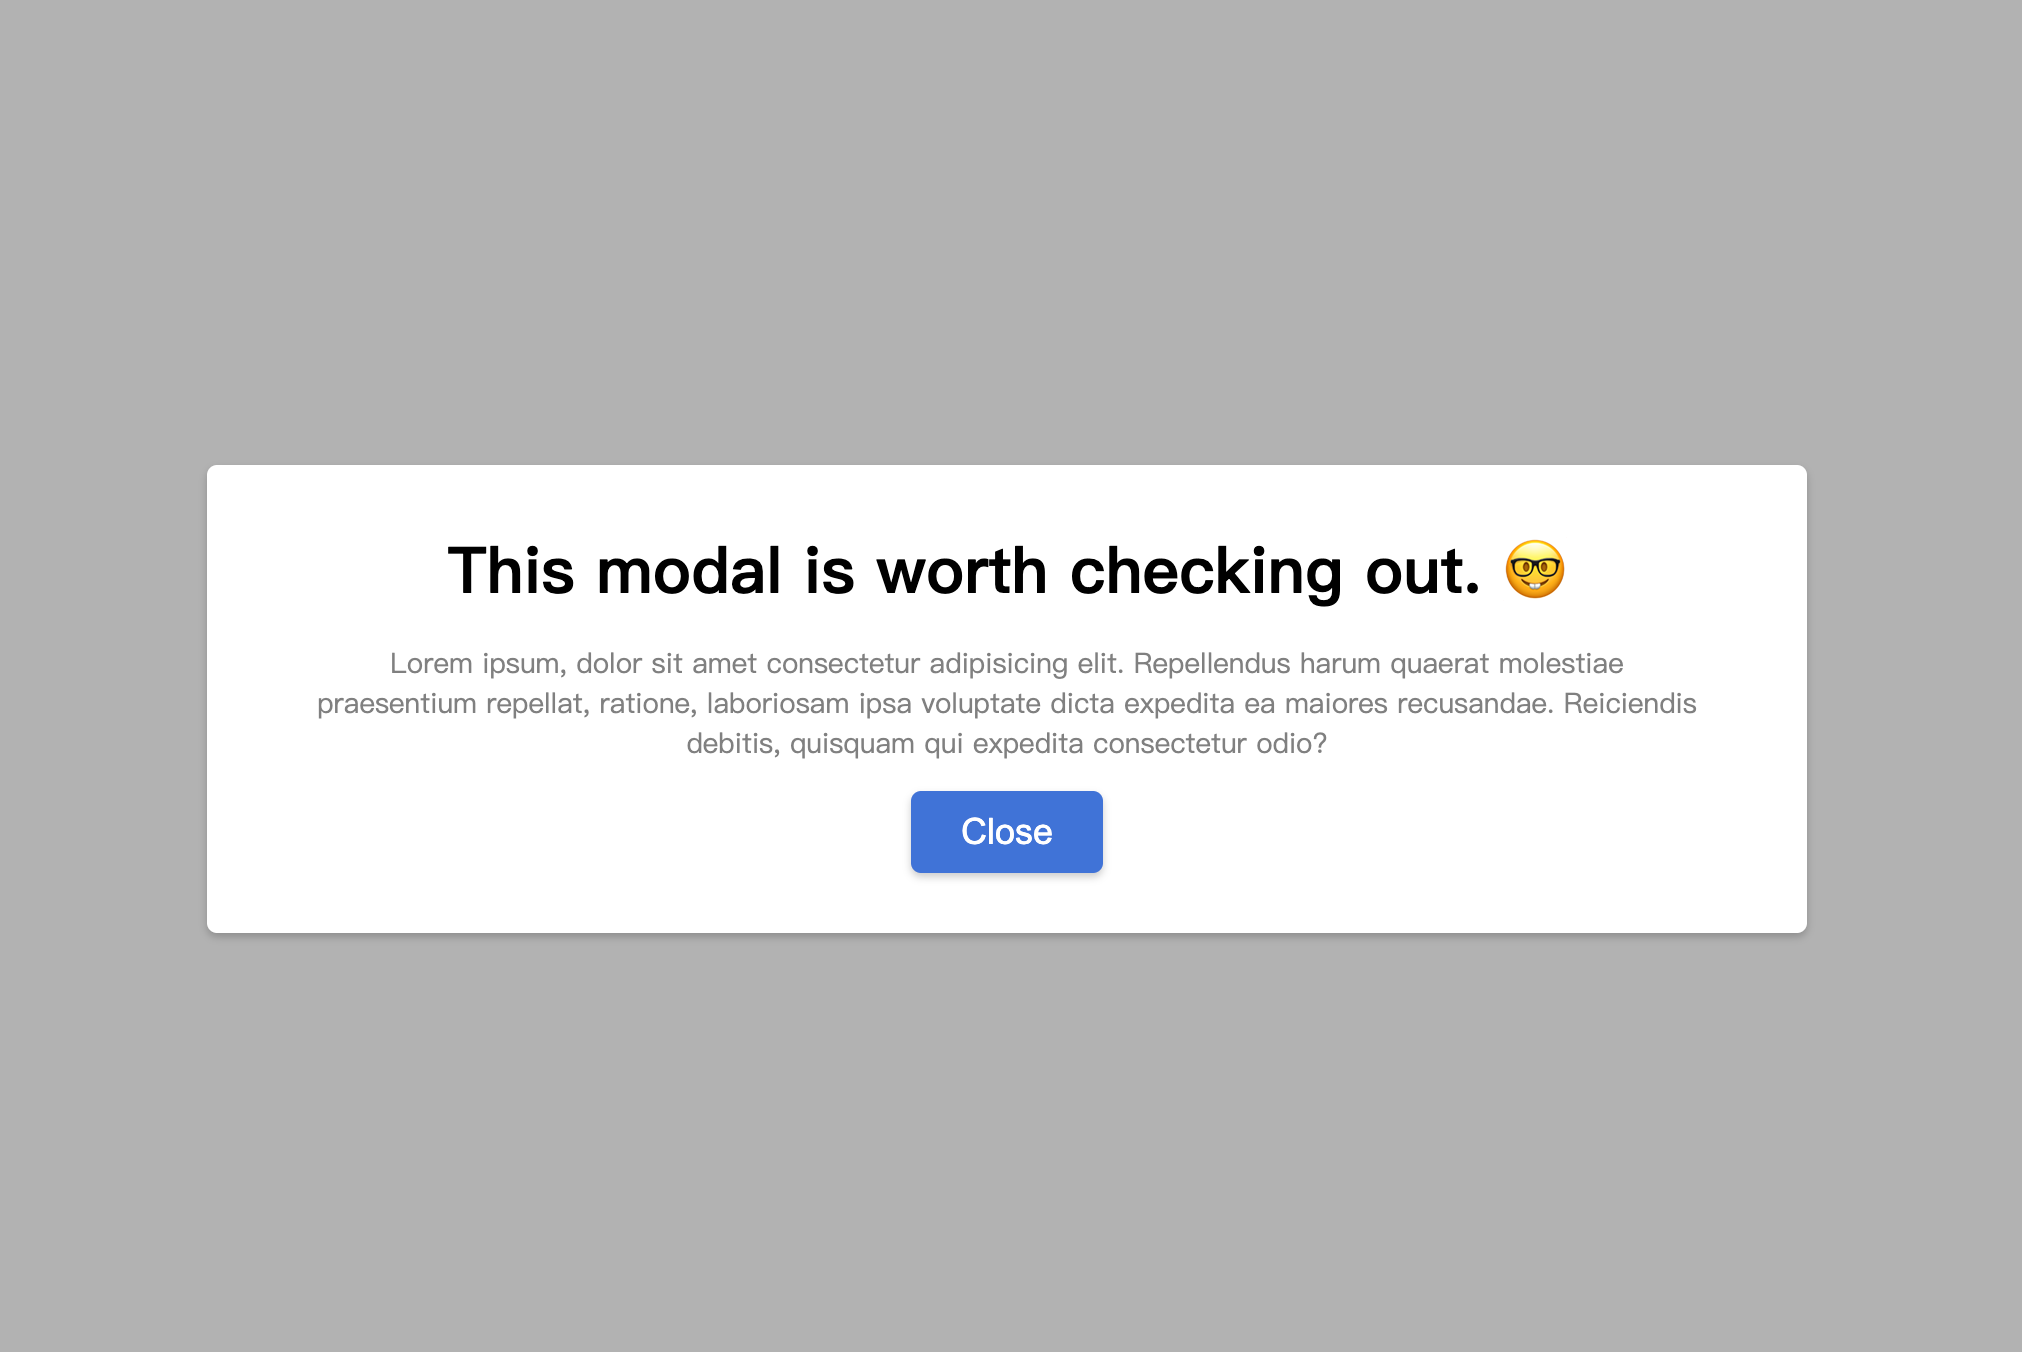 This modal is worth checking out. 🤓
Lorem ipsum, dolor sit amet consectetur adipisicing elit. Repellendus harum quaerat molestiae
praesentium repellat, ratione, laboriosam ipsa voluptate dicta expedita ea maiores recusandae. Reiciendis
debitis, quisquam qui expedita consectetur odio?
Close